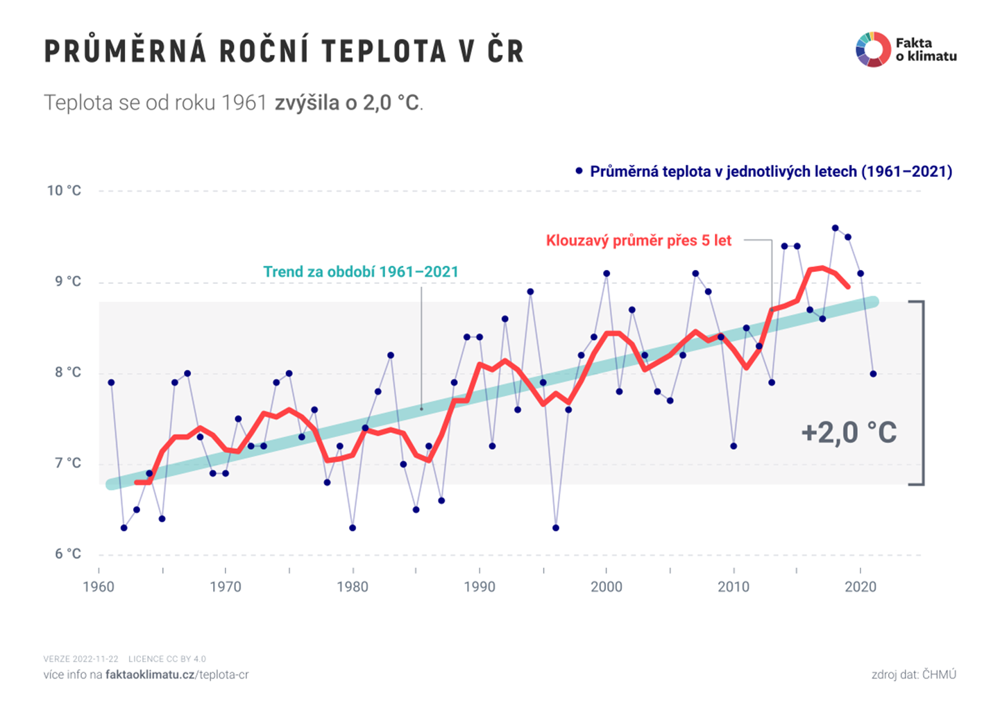 PRŮMĚRNÁ ROČNÍ TEPLOTA V ČR
Fakta
o klimatu
Teplota se od roku 1961 zvýšila o 2,0 °C.
Průměrná teplota v jednotlivých letech (1961–2021)
10 °C
Klouzavý průměr přes 5 let
Trend za období 1961–2021
9 °C
8 °C
+2,0 °C
7 °C
6 °C
1960
1970
1980
1990
2000
2010
2020
VERZE 2022-11-22 LICENCE CC BY 4.0
více info na faktaoklimatu.cz/teplota-cr
zdroj dat: ČHMÚ